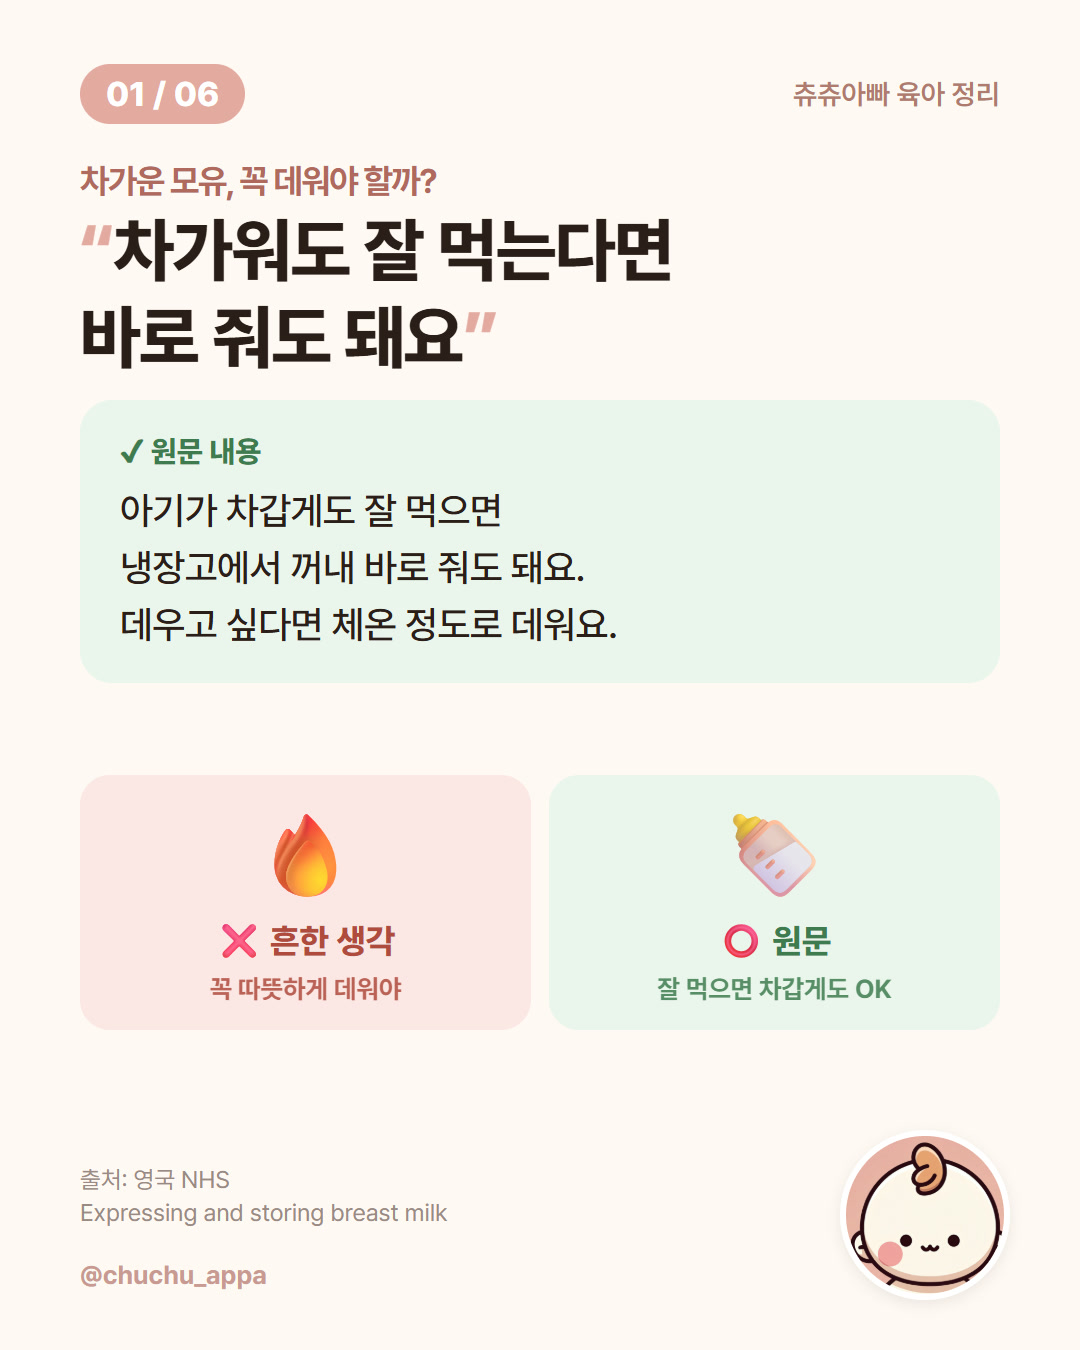 01 / 06
츄츄아빠 육아 정리
차가운 모유, 꼭 데워야 할까?
“차가워도 잘 먹는다면
바로 줘도 돼요”
✓ 원문 내용
아기가 차갑게도 잘 먹으면
냉장고에서 꺼내 바로 줘도 돼요.
데우고 싶다면 체온 정도로 데워요.
❌ 흔한 생각
꼭 따뜻하게 데워야
⭕ 원문
잘 먹으면 차갑게도 OK
출처: 영국 NHS
Expressing and storing breast milk
@chuchu_appa